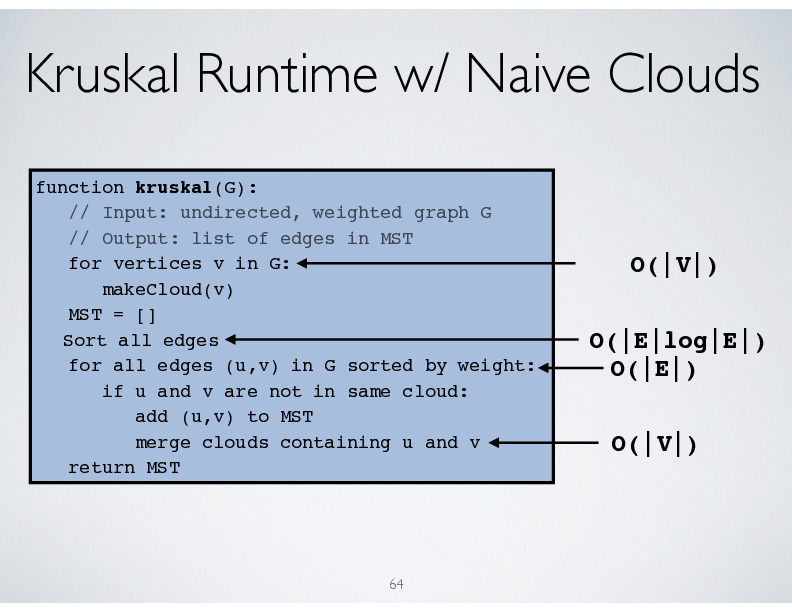 Kruskal Runtime w/ Naive Clouds
function kruskal(G):
// Input: undirected, weighted graph G
// Output: list of edges in MST
for vertices v in G:
O(|V|)
makeCloud(v)
MST = []
Sort all edges
O(|E|log|E|)
for all edges (u,v) in G sorted by weight:
O(|E|)
if u and v are not in same cloud:
add (u,v) to MST
merge clouds containing u and v
O(|V|)
return MST
64